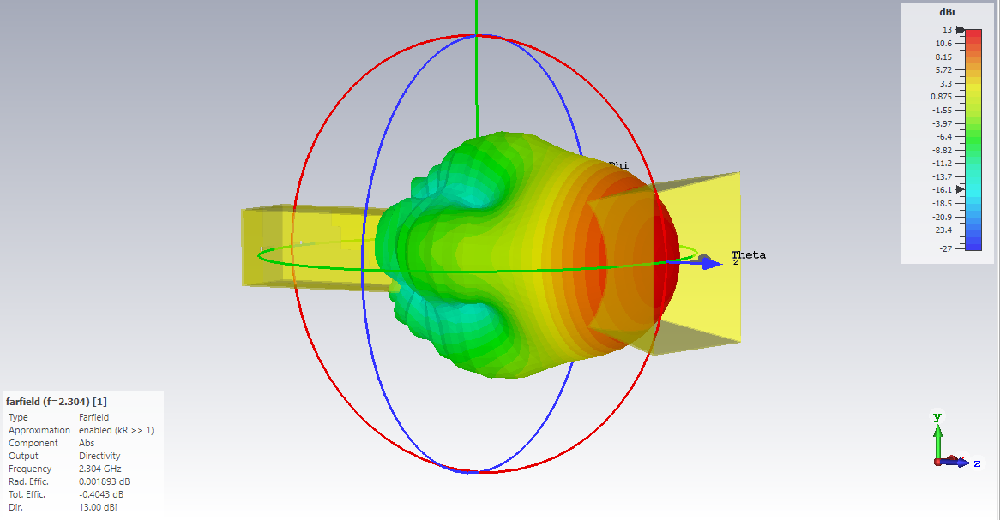 dBi
13
10.6
8.15
5.72
3.3
0.875
-1.55
-3.97
-6.4
-8.82
-11.2
-13.7
-16.1
-18.5
-20.9
-23.4
-27
Phi
Theta
z
farfield (f=2.304) [1]
Type Farfield
Approximation enabled (kR >> 1)
Component Abs
Output Directivity
Frequency 2.304 GHz
Rad. Effic. 0.001893 dB
Tot. Effic. -0.4043 dB
Dir. 13.00 dBi
y
x
z